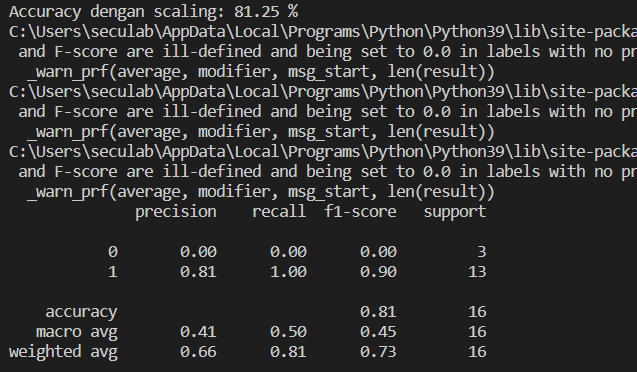 Accuracy dengan scaling: 81.25 %
C:\Users\seculab\AppData\Local\Programs\Python\Python39\lib\site-packa
and F-score are ill-defined and being set to 0.0 in labels with no pr
_warn_prf(average, modifier, msg_start, len(result))
C:\Users\seculab\AppData\Local\Programs\Python\Python39\lib\site-packa
and F-score are ill-defined and being set to 0.0 in labels with no pr
_warn_prf(average, modifier, msg_start, len(result))
C:\Users\seculab\AppData\Local\Programs\Python\Python39\lib\site-packa
and F-score are ill-defined and being set to 0.0 in labels with no pr
_warn_prf(average, modifier, msg_start, len(result))
precision recall f1-score support
0 0.00 0.00 0.00 3
1 0.81 1.00 0.90 13
accuracy 0.81 16
macro avg 0.41 0.50 0.45 16
weighted avg 0.66 0.81 0.73 16